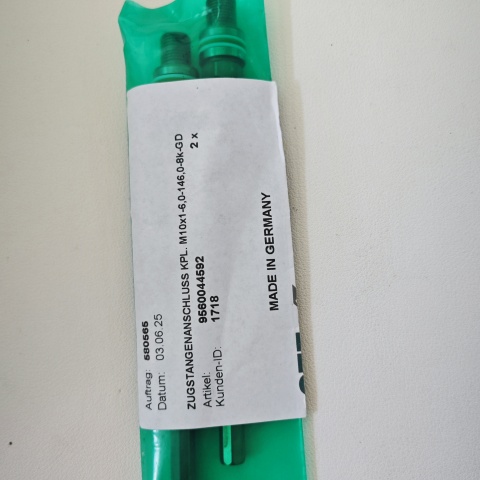 Auftrag: 580565
Datum: 03.06.25
ZUGSTANGENANSCHLUSS KPL. M10x1-6,0-146,0-8k-GD
2 x
Artikel: 9560044592
Kunden-ID: 1718
MADE IN GERMANY